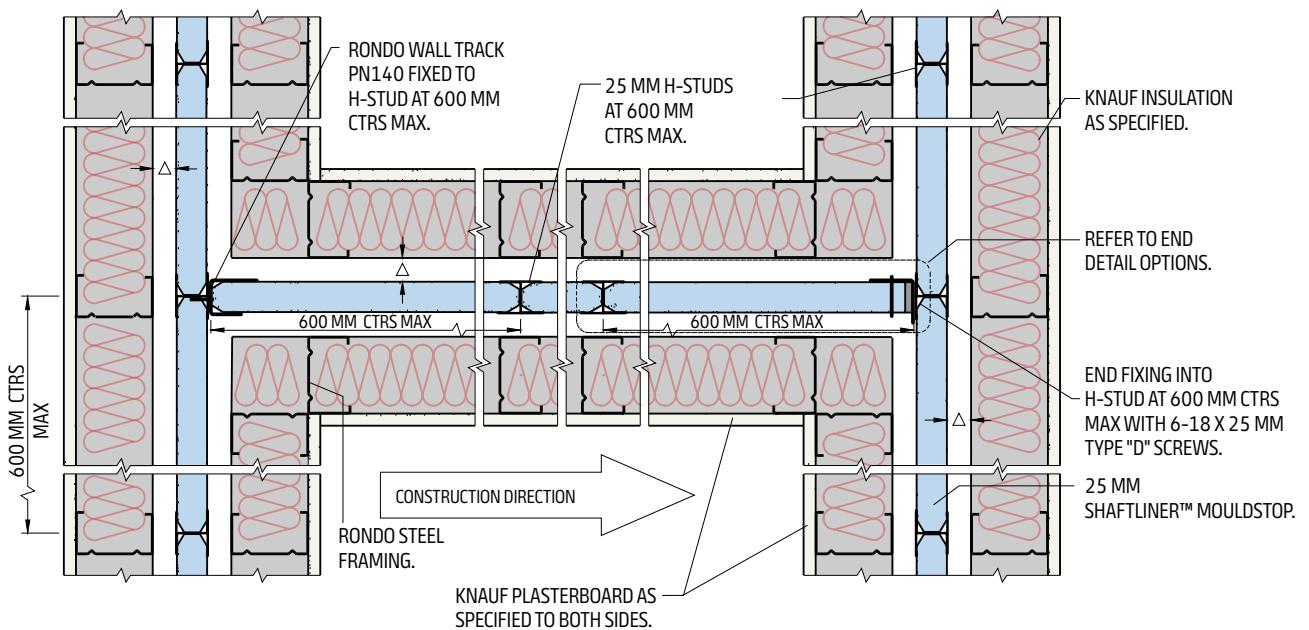 RONDO WALL TRACK
PN140 FIXED TO
H-STUD AT 600 MM
CTRS MAX.
25 MM H-STUDS
AT 600 MM
CTRS MAX.
KNAUF INSULATION
AS SPECIFIED.
△
△
REFER TO END
DETAIL OPTIONS.
600 MM CTRS MAX
600 MM CTRS MAX
600 MM CTRS
MAX
END FIXING INTO
H-STUD AT 600 MM CTRS
MAX WITH 6-18 X 25 MM
TYPE "D" SCREWS.
△
CONSTRUCTION DIRECTION
25 MM
SHAFTLINER™ MOULDSTOP.
RONDO STEEL
FRAMING.
KNAUF PLASTERBOARD AS
SPECIFIED TO BOTH SIDES.